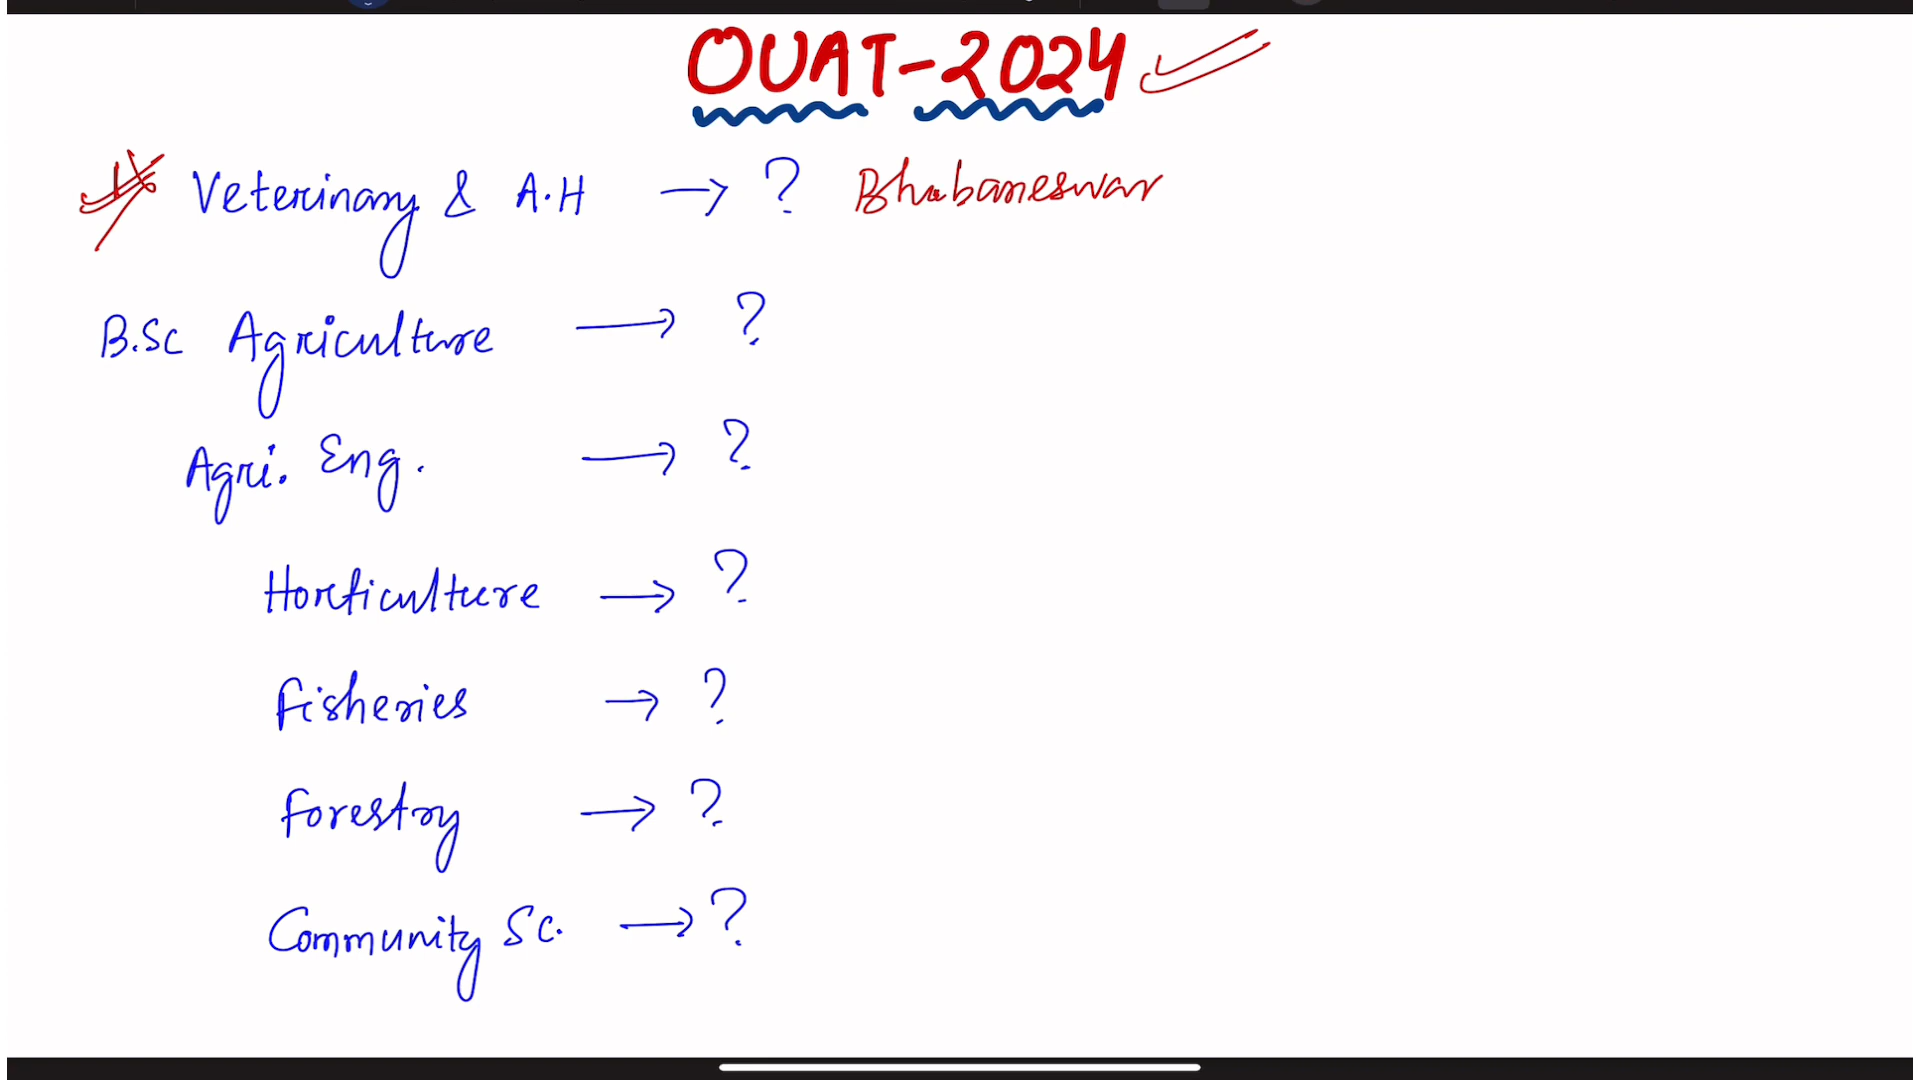 OUAT-2024
Veterinary & A.H → ? Bhubaneswar
B.Sc Agriculture → ?
Agri. Eng. → ?
Horticulture → ?
Fisheries → ?
Forestry → ?
Community Sc. → ?